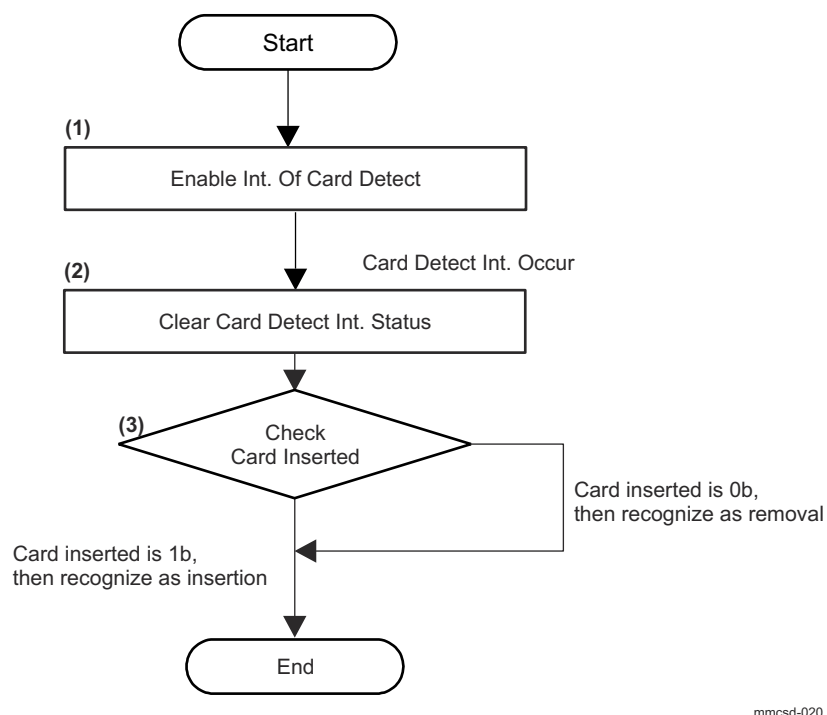 Start
(1)
Enable Int. Of Card Detect
Card Detect Int. Occur
(2)
Clear Card Detect Int. Status
(3)
Check
Card Inserted
Card inserted is 0b,
then recognize as removal
Card inserted is 1b,
then recognize as insertion
End
mmcsd-020